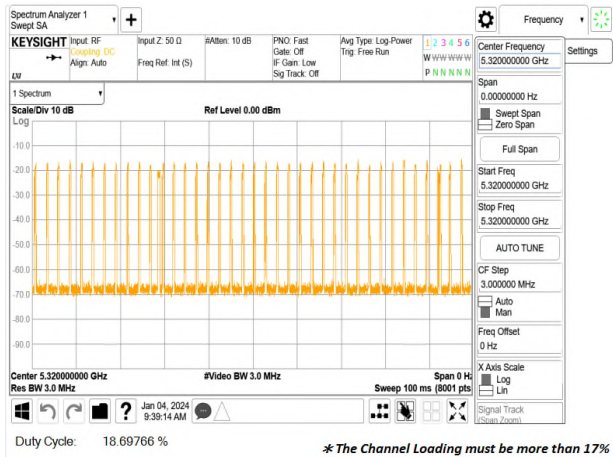 Spectrum Analyzer 1
Swept SA
Frequency
KEYSIGHT
Input: RF
Coupling: DC
Align: Auto
Input Z: 50 Ω
Freq Ref: Int (S)
#Atten: 10 dB
PNO: Fast
Gate: Off
IF Gain: Low
Sig Track: Off
Avg Type: Log-Power
Trig: Free Run
1 2 3 4 5 6
W W W W W W
P N N N N N
LXI
1 Spectrum
Scale/Div 10 dB
Ref Level 0.00 dBm
Log
-10.0
-20.0
-30.0
-40.0
-50.0
-60.0
-70.0
-80.0
-90.0
Center 5.320000000 GHz
#Video BW 3.0 MHz
Span 0 Hz
Res BW 3.0 MHz
Sweep 100 ms (8001 pts
Jan 04, 2024
9:39:14 AM
Center Frequency
5.320000000 GHz
Settings
Span
0.00000000 Hz
Swept Span
Zero Span
Full Span
Start Freq
5.320000000 GHz
Stop Freq
5.320000000 GHz
AUTO TUNE
CF Step
3.000000 MHz
Auto
Man
Freq Offset
0 Hz
X Axis Scale
Log
Lin
Signal Track
(Span Zoom)
Duty Cycle: 18.69766 %
* The Channel Loading must be more than 17%